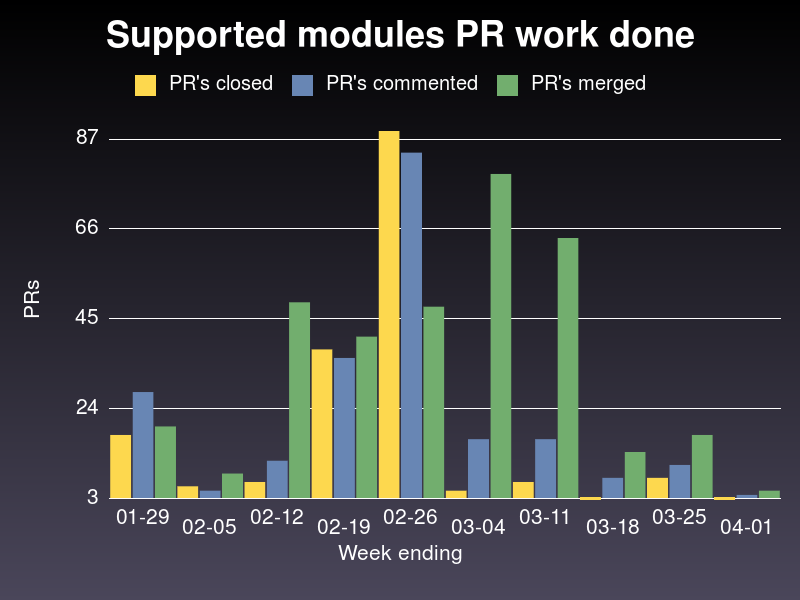 Supported modules PR work done
PR's closed PR's commented PR's merged
87
66
45
24
3
PRs
01-29 02-05 02-12 02-19 02-26 03-04 03-11 03-18 03-25 04-01
Week ending